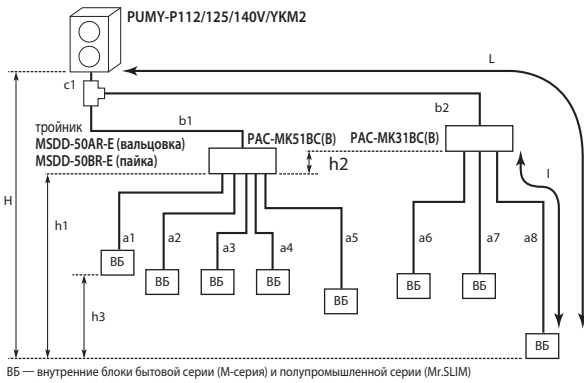 PUMY-P112/125/140V/YKM2
L
c1
b1
b2
тройник
MSDD-50AR-E (вальцовка)
MSDD-50BR-E (пайка)
PAC-MK51BC(B)
PAC-MK31BC(B)
h2
l
H
h1
a1
a2
a3
a4
a5
a6
a7
a8
ВБ
ВБ
ВБ
ВБ
ВБ
ВБ
ВБ
h3
ВБ
ВБ — внутренние блоки бытовой серии (М-серия) и полупромышленной серии (Mr.SLIM)